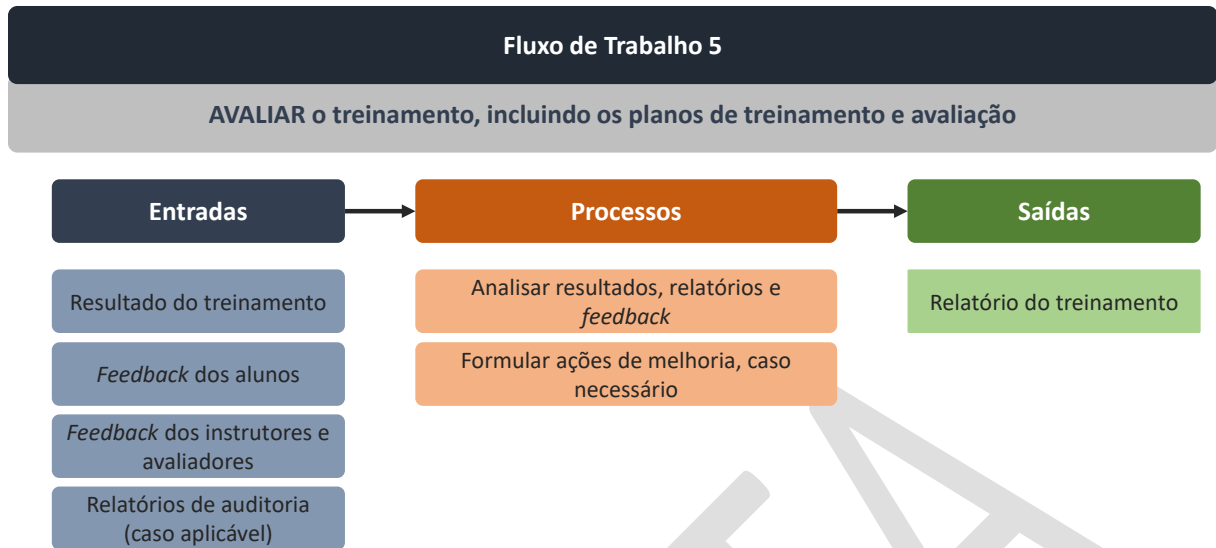 Fluxo de Trabalho 5
AVALIAR o treinamento, incluindo os planos de treinamento e avaliação
Entradas
Processos
Saídas
Resultado do treinamento
Feedback dos alunos
Feedback dos instrutores e
avaliadores
Relatórios de auditoria
(caso aplicável)
Analisar resultados, relatórios e
feedback
Formular ações de melhoria, caso
necessário
Relatório do treinamento